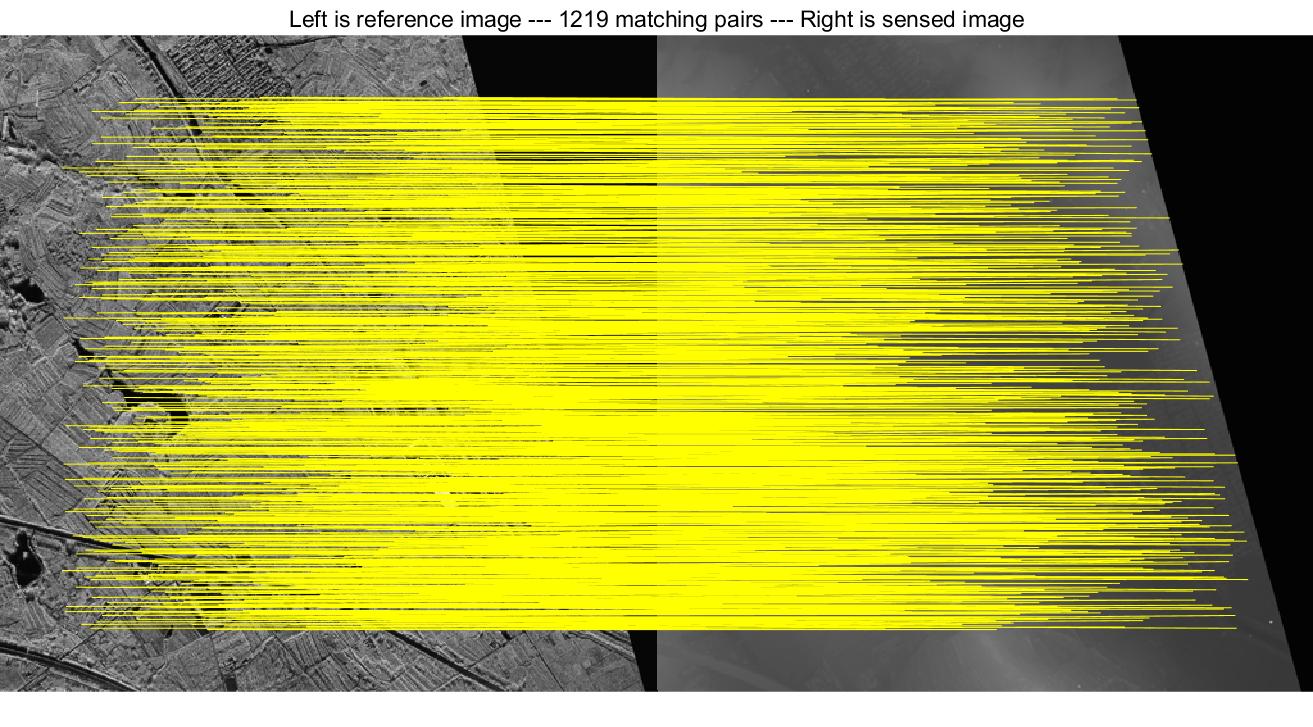 Left is reference image --- 1219 matching pairs --- Right is sensed image